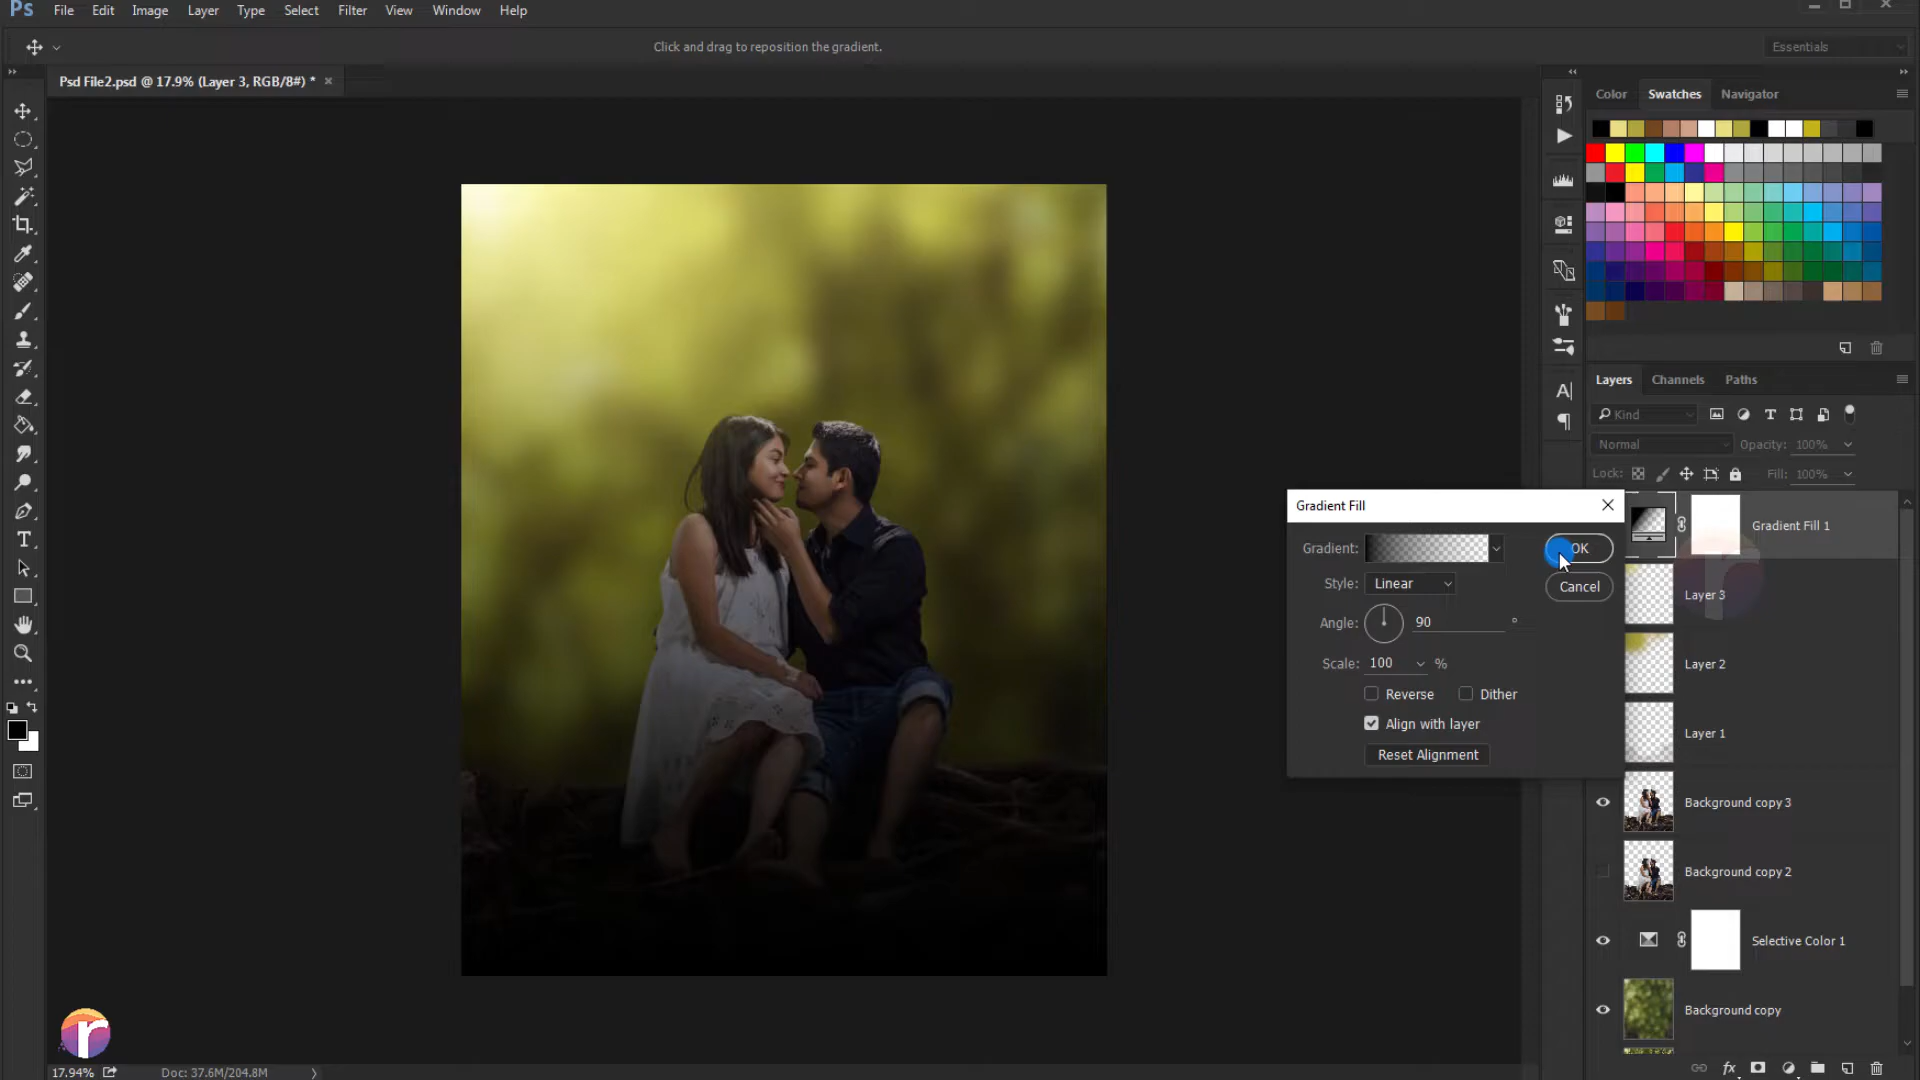 Ps File Edit Image Layer Type Select Filter View Window Help
Click and drag to reposition the gradient.
Essentials
Psd File2.psd @ 17.9% (Layer 3, RGB/8#) * ×
Color Swatches Navigator
Layers Channels Paths
Kind
Normal Opacity: 100%
Lock: Fill: 100%
Gradient Fill 1
Layer 3
Layer 2
Layer 1
Background copy 3
Background copy 2
Selective Color 1
Background copy
Gradient Fill
Gradient: OK
Style: Linear Cancel
Angle: 90 °
Scale: 100 %
Reverse Dither
Align with layer
Reset Alignment
17.94% Doc: 37.6M/204.8M